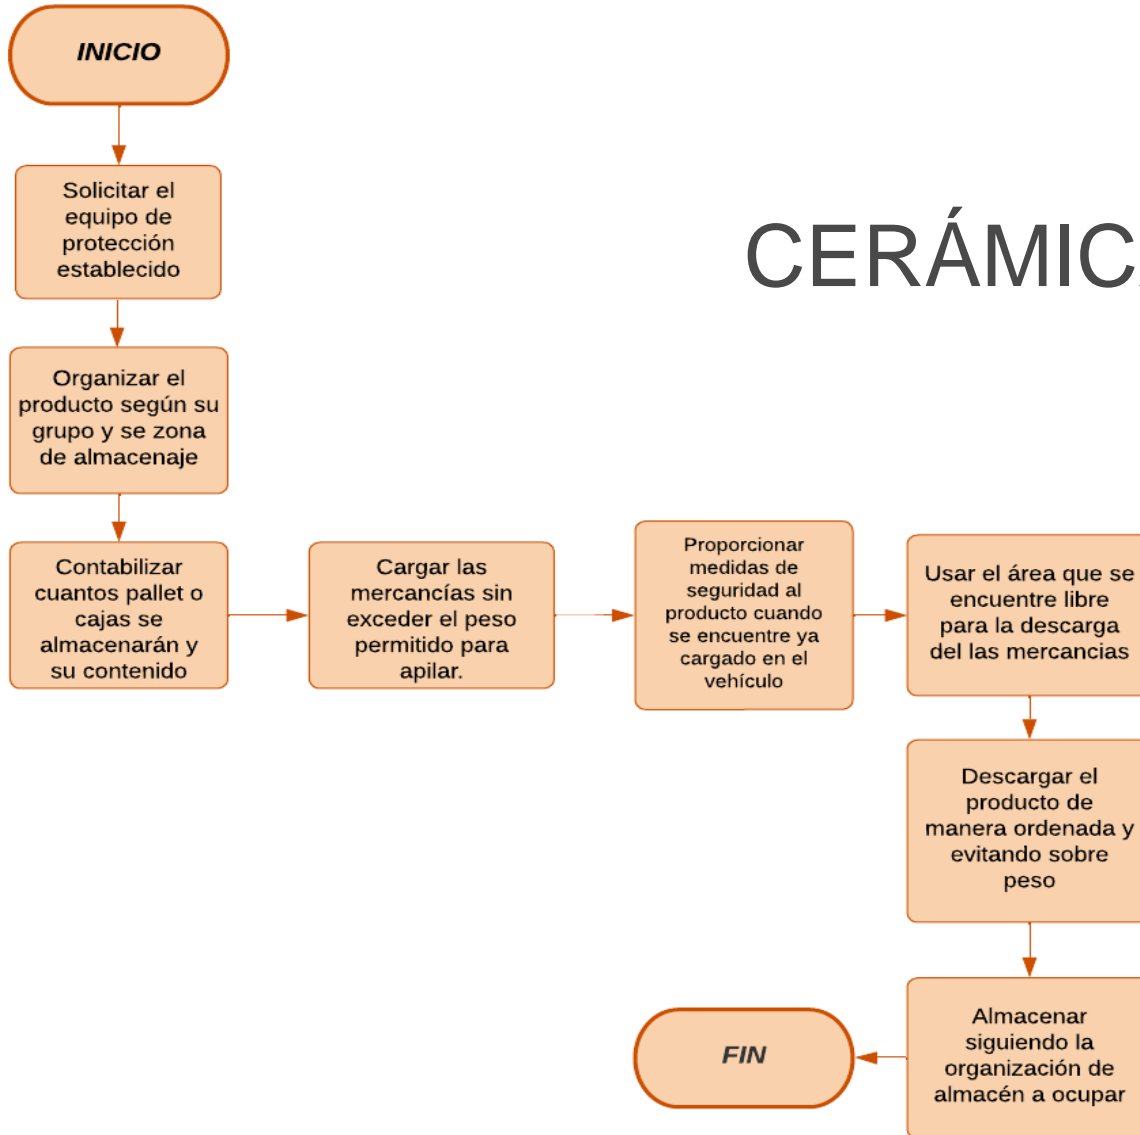 INICIO
Solicitar el
equipo de
protección
establecido
CERÁMICA
Organizar el
producto según su
grupo y se zona
de almacenaje
Contabilizar
cuantos pallet o
cajas se
almacenarán y
su contenido
Cargar las
mercancías sin
exceder el peso
permitido para
apilar.
Proporcionar
medidas de
seguridad al
producto cuando
se encuentre ya
cargado en el
vehículo
Usar el área que se
encuentre libre
para la descarga
del las mercancias
Descargar el
producto de
manera ordenada y
evitando sobre
peso
Almacenar
siguiendo la
organización de
almacén a ocupar
FIN